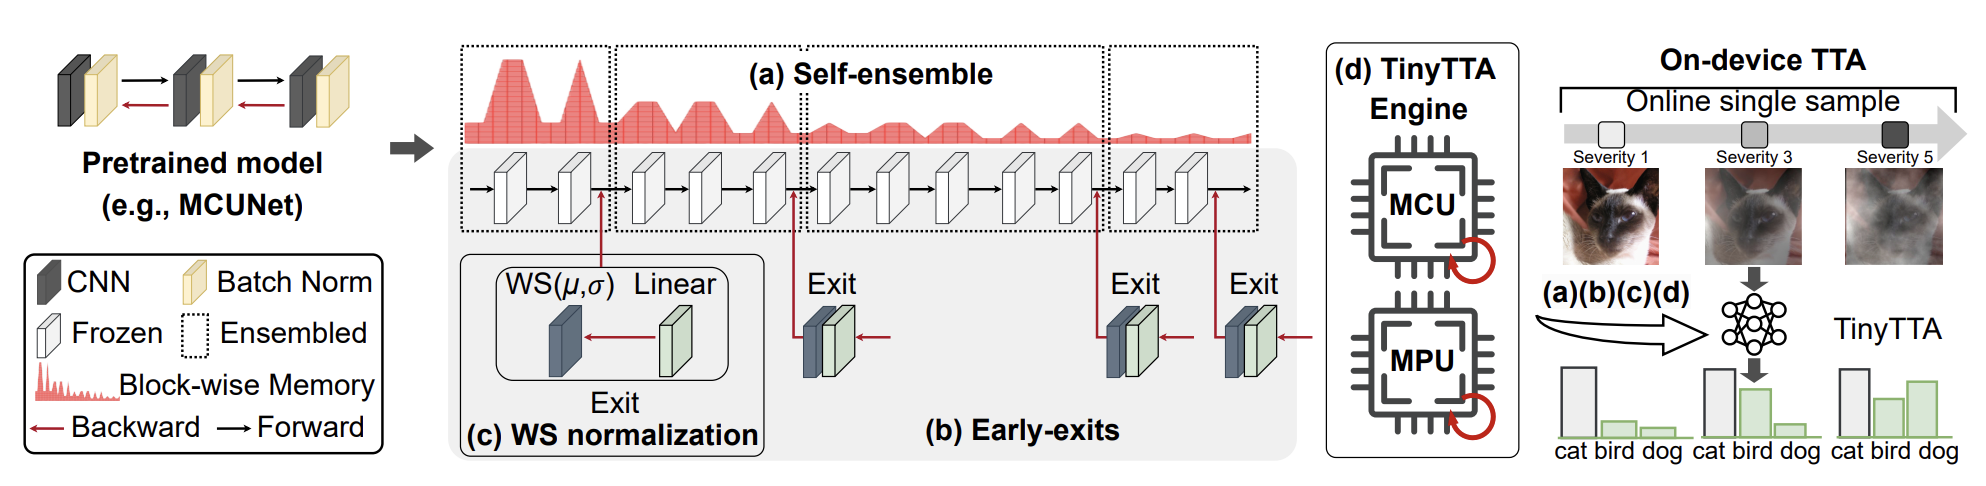 Pretrained model
(e.g., MCUNet)
CNN
Batch Norm
Frozen
Ensembled
Block-wise Memory
Backward
Forward
(a) Self-ensemble
WS(μ,σ) Linear
Exit
(c) WS normalization
Exit
Exit
Exit
(b) Early-exits
(d) TinyTTA
Engine
MCU
MPU
On-device TTA
Online single sample
Severity 1
Severity 3
Severity 5
(a)(b)(c)(d)
TinyTTA
cat bird dog
cat bird dog
cat bird dog